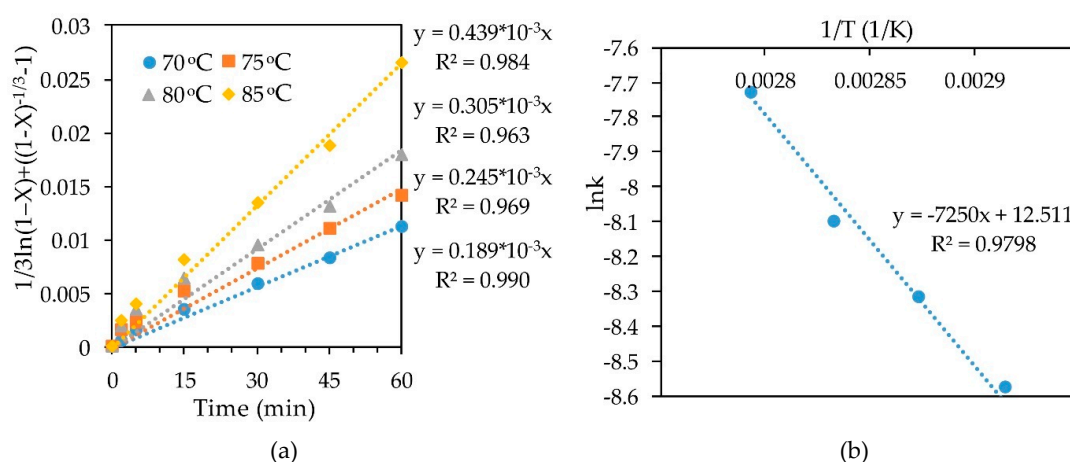 1/3ln(1−X)+((1-X)^-1/3-1)
0.03
0.025
0.02
0.015
0.01
0.005
0
70 °C
75 °C
80 °C
85 °C
0 15 30 45 60
Time (min)
y = 0.439*10^-3x
R² = 0.984
y = 0.305*10^-3x
R² = 0.963
y = 0.245*10^-3x
R² = 0.969
y = 0.189*10^-3x
R² = 0.990
(a)
1/T (1/K)
0.0028 0.00285 0.0029
lnk
-7.6
-7.7
-7.8
-7.9
-8
-8.1
-8.2
-8.3
-8.4
-8.5
-8.6
y = -7250x + 12.511
R² = 0.9798
(b)